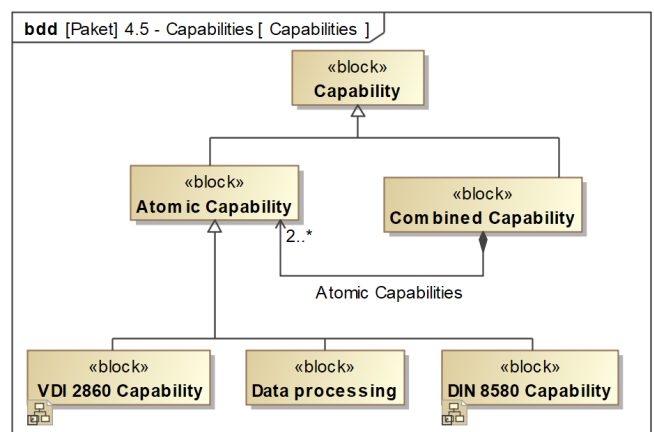 bdd [Paket] 4.5 - Capabilities [ Capabilities ]
«block»
Capability
«block»
Atomic Capability
«block»
Combined Capability
2..*
Atomic Capabilities
«block»
VDI 2860 Capability
«block»
Data processing
«block»
DIN 8580 Capability